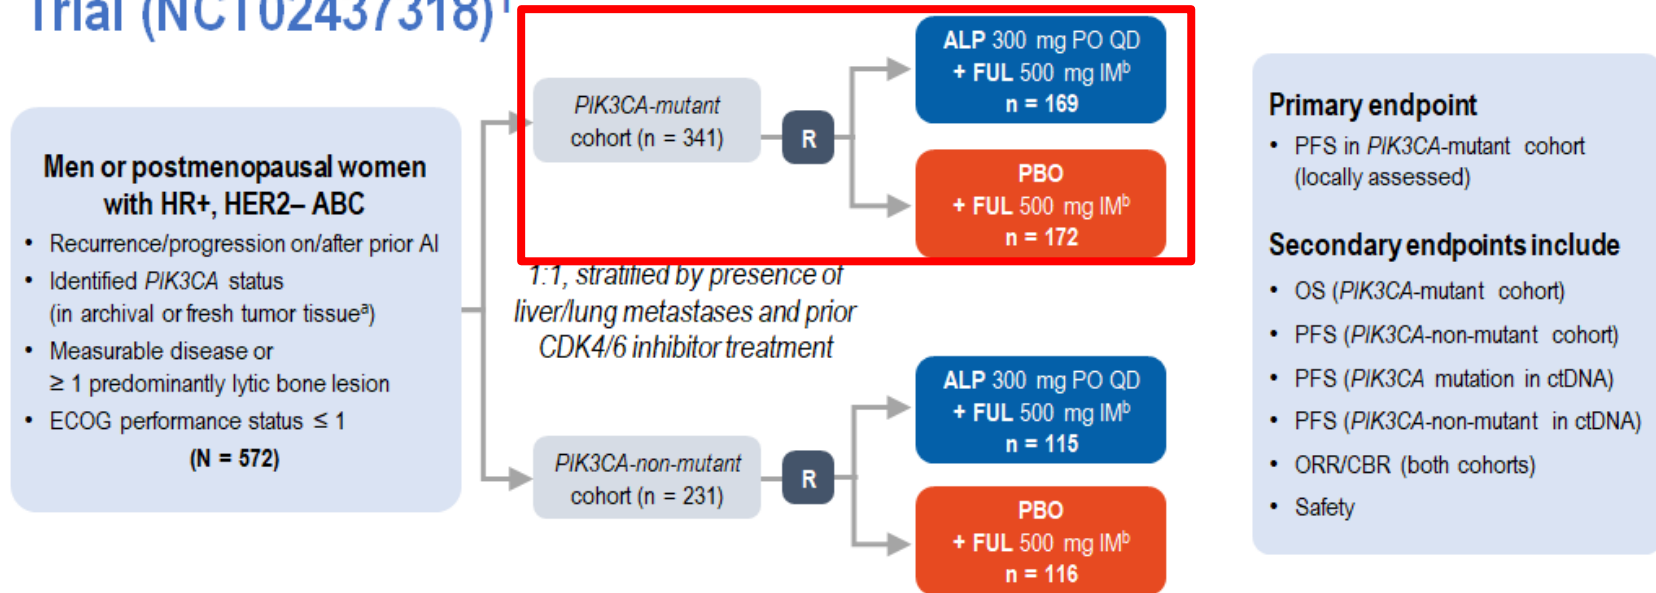 Trial (NCT02437318)¹
Men or postmenopausal women
with HR+, HER2– ABC
• Recurrence/progression on/after prior AI
• Identified PIK3CA status
(in archival or fresh tumor tissueᵃ)
• Measurable disease or
≥ 1 predominantly lytic bone lesion
• ECOG performance status ≤ 1
(N = 572)
PIK3CA-mutant
cohort (n = 341)
R
ALP 300 mg PO QD
+ FUL 500 mg IMᵇ
n = 169
PBO
+ FUL 500 mg IMᵇ
n = 172
1:1, stratified by presence of
liver/lung metastases and prior
CDK4/6 inhibitor treatment
PIK3CA-non-mutant
cohort (n = 231)
R
ALP 300 mg PO QD
+ FUL 500 mg IMᵇ
n = 115
PBO
+ FUL 500 mg IMᵇ
n = 116
Primary endpoint
• PFS in PIK3CA-mutant cohort
(locally assessed)
Secondary endpoints include
• OS (PIK3CA-mutant cohort)
• PFS (PIK3CA-non-mutant cohort)
• PFS (PIK3CA mutation in ctDNA)
• PFS (PIK3CA-non-mutant in ctDNA)
• ORR/CBR (both cohorts)
• Safety